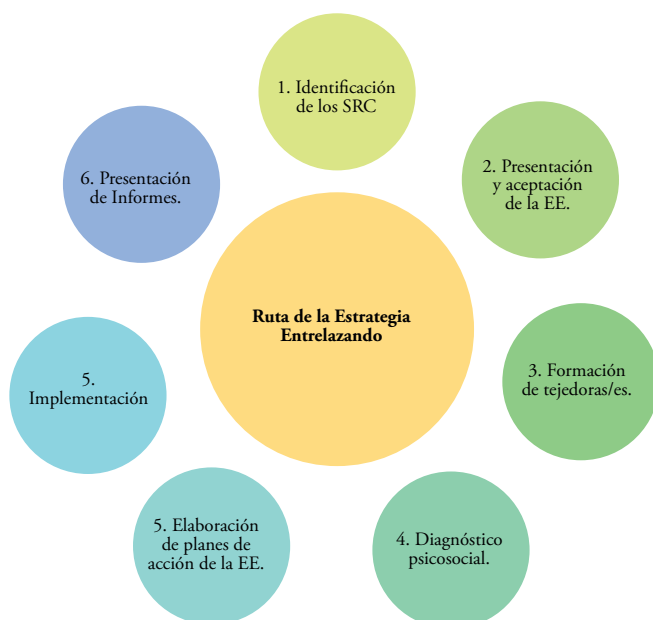 1. Identificación
de los SRC
2. Presentación
y aceptación
de la EE.
3. Formación
de tejedoras/es.
4. Diagnóstico
psicosocial.
5. Elaboración
de planes de
acción de la EE.
5.
Implementación
6. Presentación
de Informes.
Ruta de la Estrategia
Entrelazando